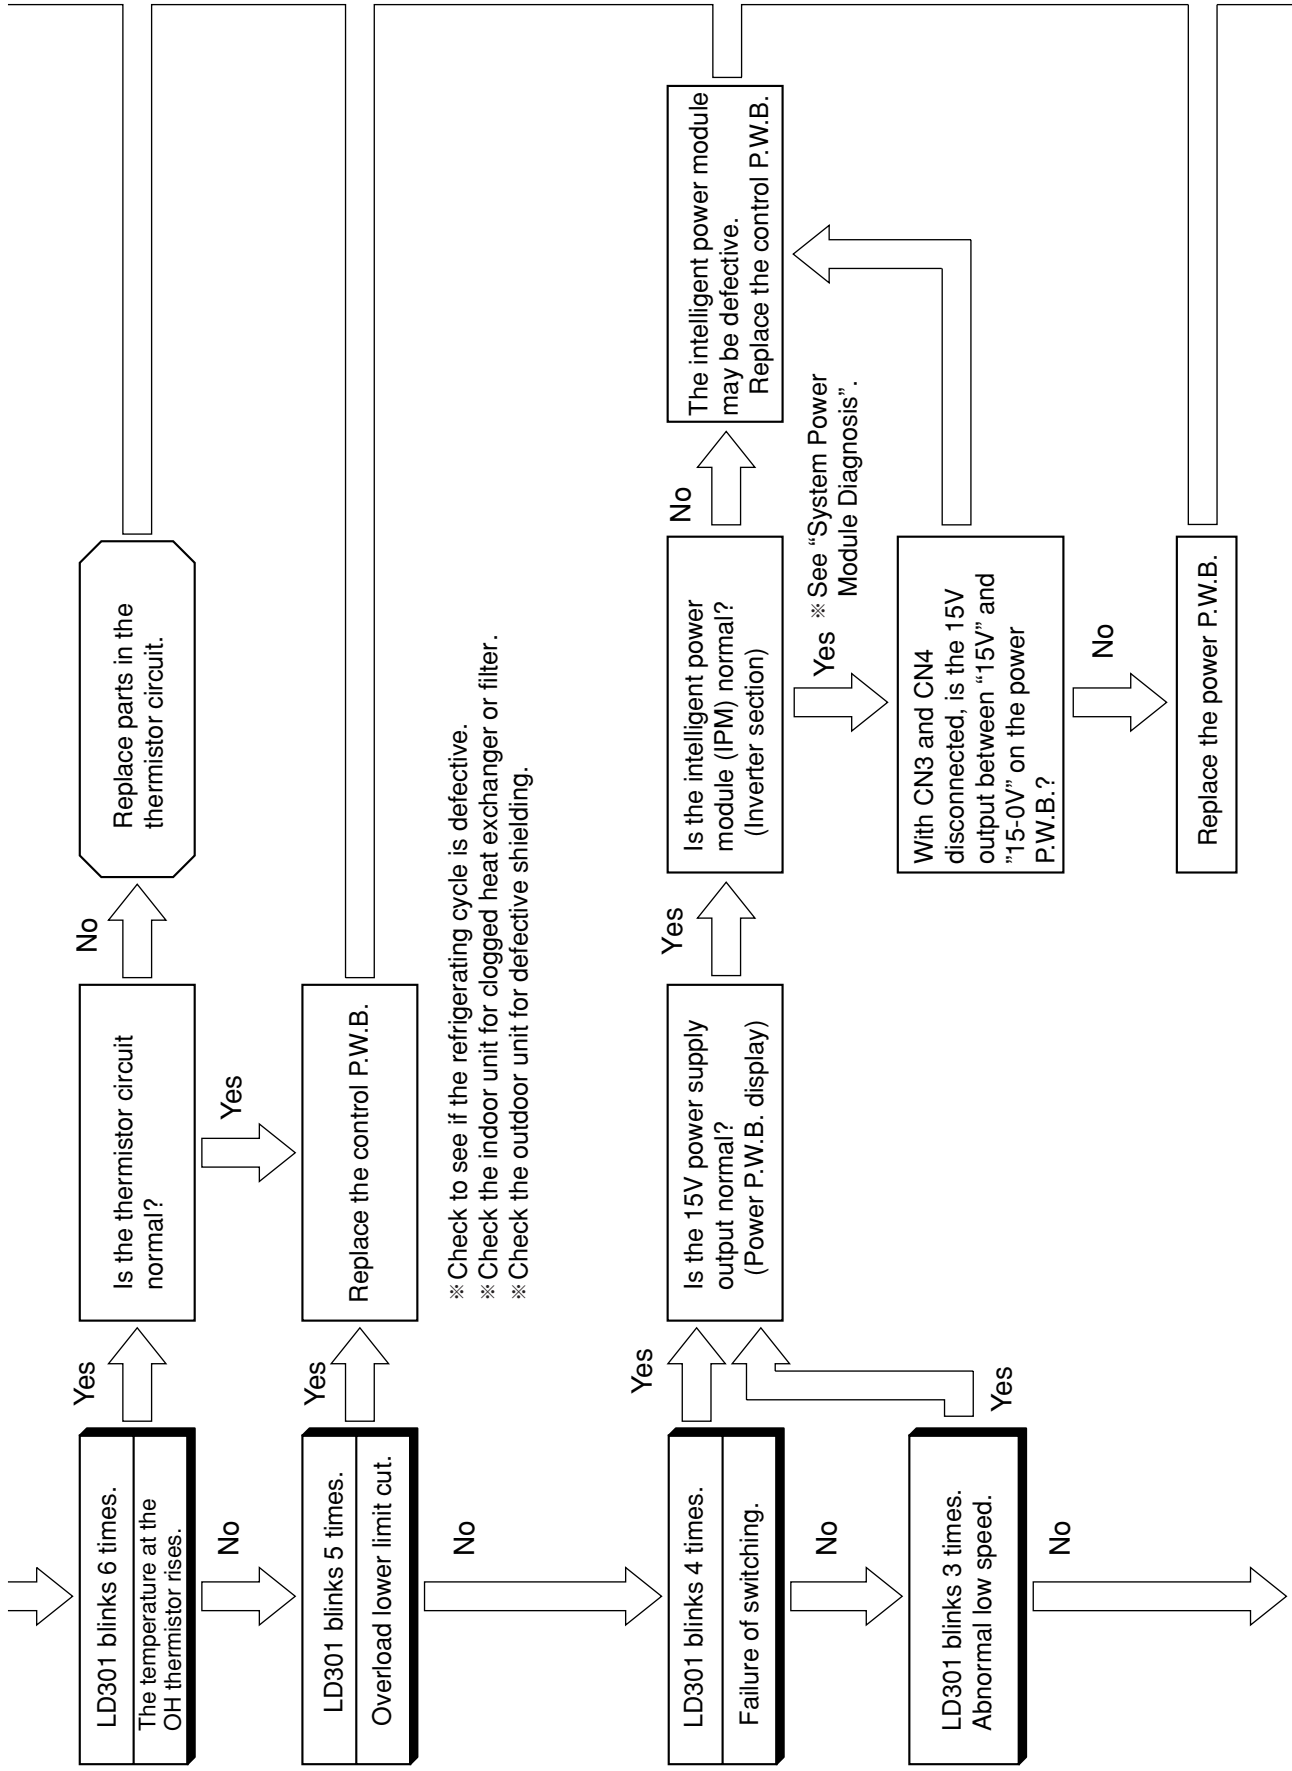 LD301 blinks 6 times.
The temperature at the
OH thermistor rises.
Yes
Is the thermistor circuit
normal?
No
Replace parts in the
thermistor circuit.
No
Yes
LD301 blinks 5 times.
Overload lower limit cut.
Yes
Replace the control P.W.B.
※Check to see if the refrigerating cycle is defective.
※Check the indoor unit for clogged heat exchanger or filter.
※Check the outdoor unit for defective shielding.
No
LD301 blinks 4 times.
Failure of switching.
Yes
Is the 15V power supply
output normal?
(Power P.W.B. display)
Yes
Is the intelligent power
module (IPM) normal?
(Inverter section)
No
The intelligent power module
may be defective.
Replace the control P.W.B.
No
Yes
※See “System Power
Module Diagnosis”.
LD301 blinks 3 times.
Abnormal low speed.
Yes
With CN3 and CN4
disconnected, is the 15V
output between “15V” and
”15-0V” on the power
P.W.B.?
No
No
Replace the power P.W.B.